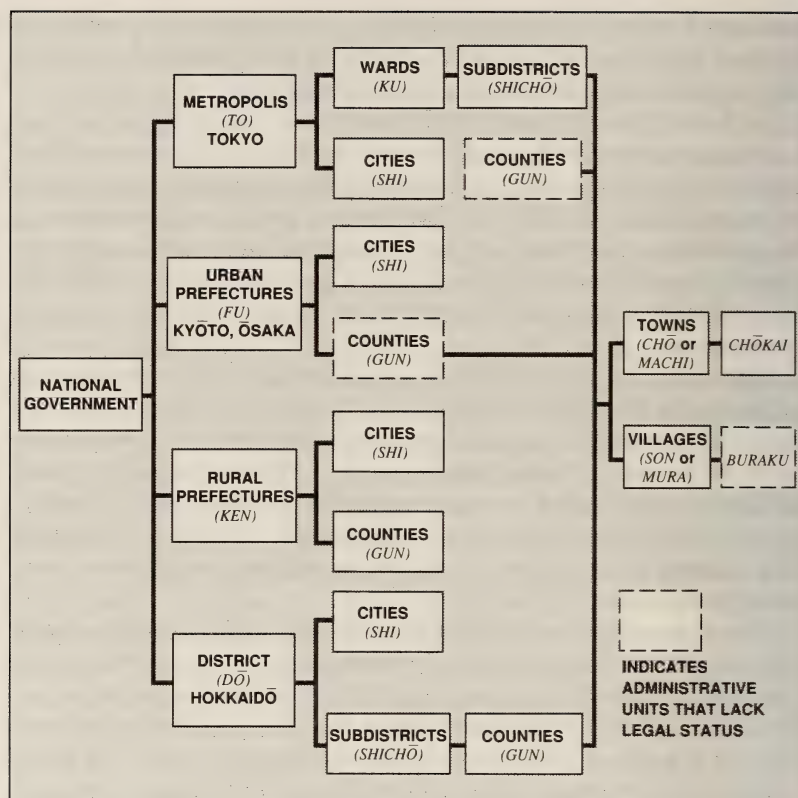 NATIONAL
GOVERNMENT
METROPOLIS
(TO)
TOKYO
WARDS
(KU)
SUBDISTRICTS
(SHICHŌ)
CITIES
(SHI)
COUNTIES
(GUN)
URBAN
PREFECTURES
(FU)
KYŌTO, ŌSAKA
CITIES
(SHI)
COUNTIES
(GUN)
RURAL
PREFECTURES
(KEN)
CITIES
(SHI)
COUNTIES
(GUN)
DISTRICT
(DŌ)
HOKKAIDŌ
CITIES
(SHI)
SUBDISTRICTS
(SHICHŌ)
COUNTIES
(GUN)
TOWNS
(CHŌ or
MACHI)
CHŌKAI
VILLAGES
(SON or
MURA)
BURAKU
INDICATES
ADMINISTRATIVE
UNITS THAT LACK
LEGAL STATUS